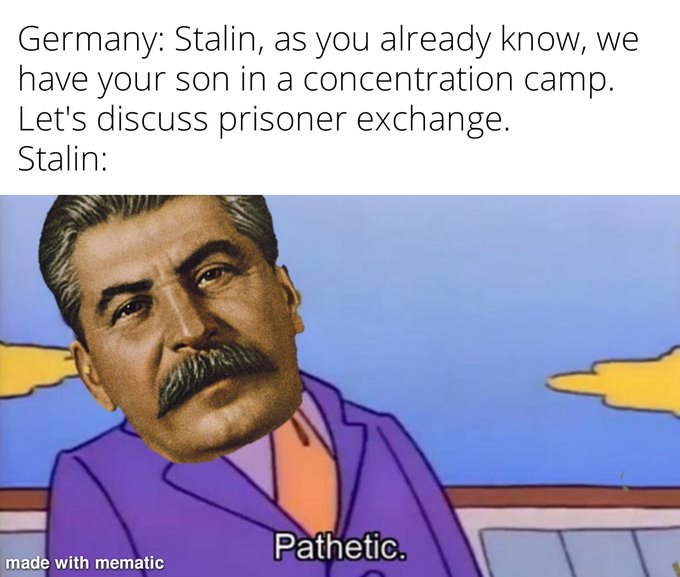 Germany: Stalin, as you already know, we
have your son in a concentration camp.
Let's discuss prisoner exchange.
Stalin:
Pathetic.
made with mematic